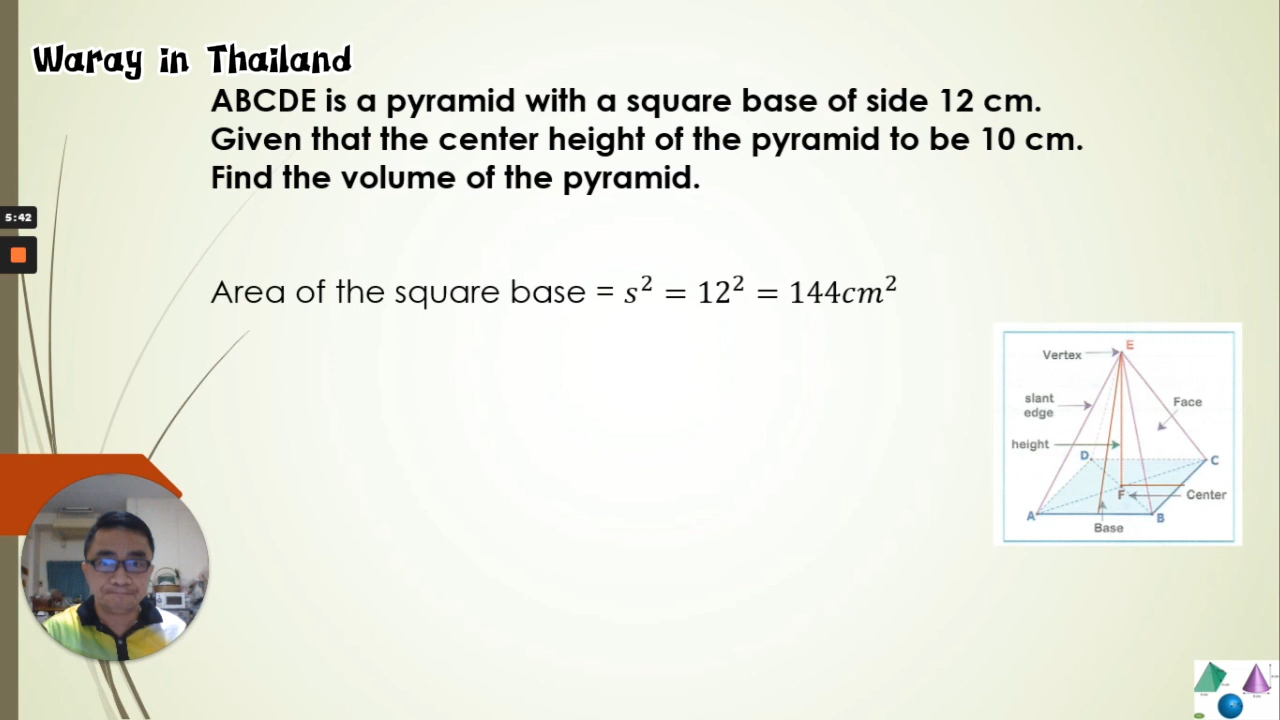 Waray in Thailand
ABCDE is a pyramid with a square base of side 12 cm.
Given that the center height of the pyramid to be 10 cm.
Find the volume of the pyramid.
5:42
Area of the square base = s² = 12² = 144cm²
E
Vertex
slant
edge
Face
height
D
C
F
Center
A
B
Base